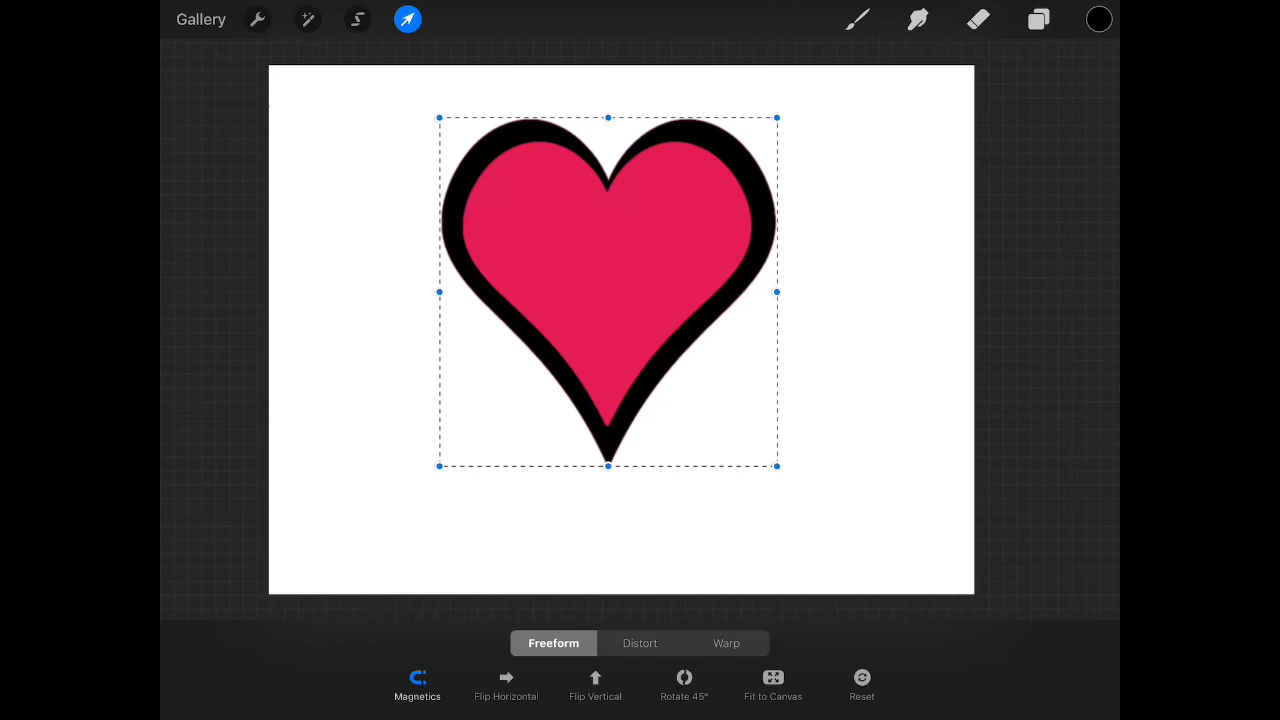 Gallery
Freeform Distort Warp
Magnetics Flip Horizontal Flip Vertical Rotate 45° Fit to Canvas Reset